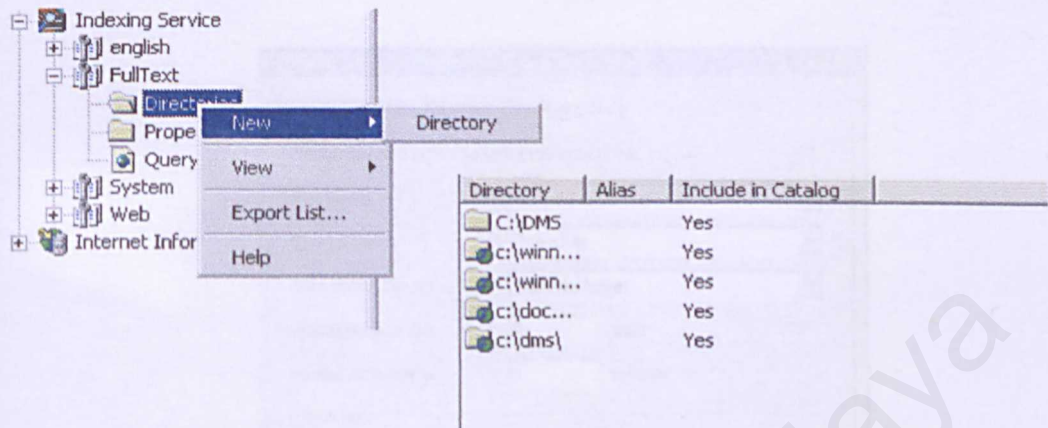 Indexing Service
english
FullText
Directories
Prope
Query
System
Web
Internet Infor
New
View
Export List...
Help
Directory
Directory Alias Include in Catalog
C:\DMS Yes
c:\winn... Yes
c:\winn... Yes
c:\doc... Yes
c:\dms\ Yes